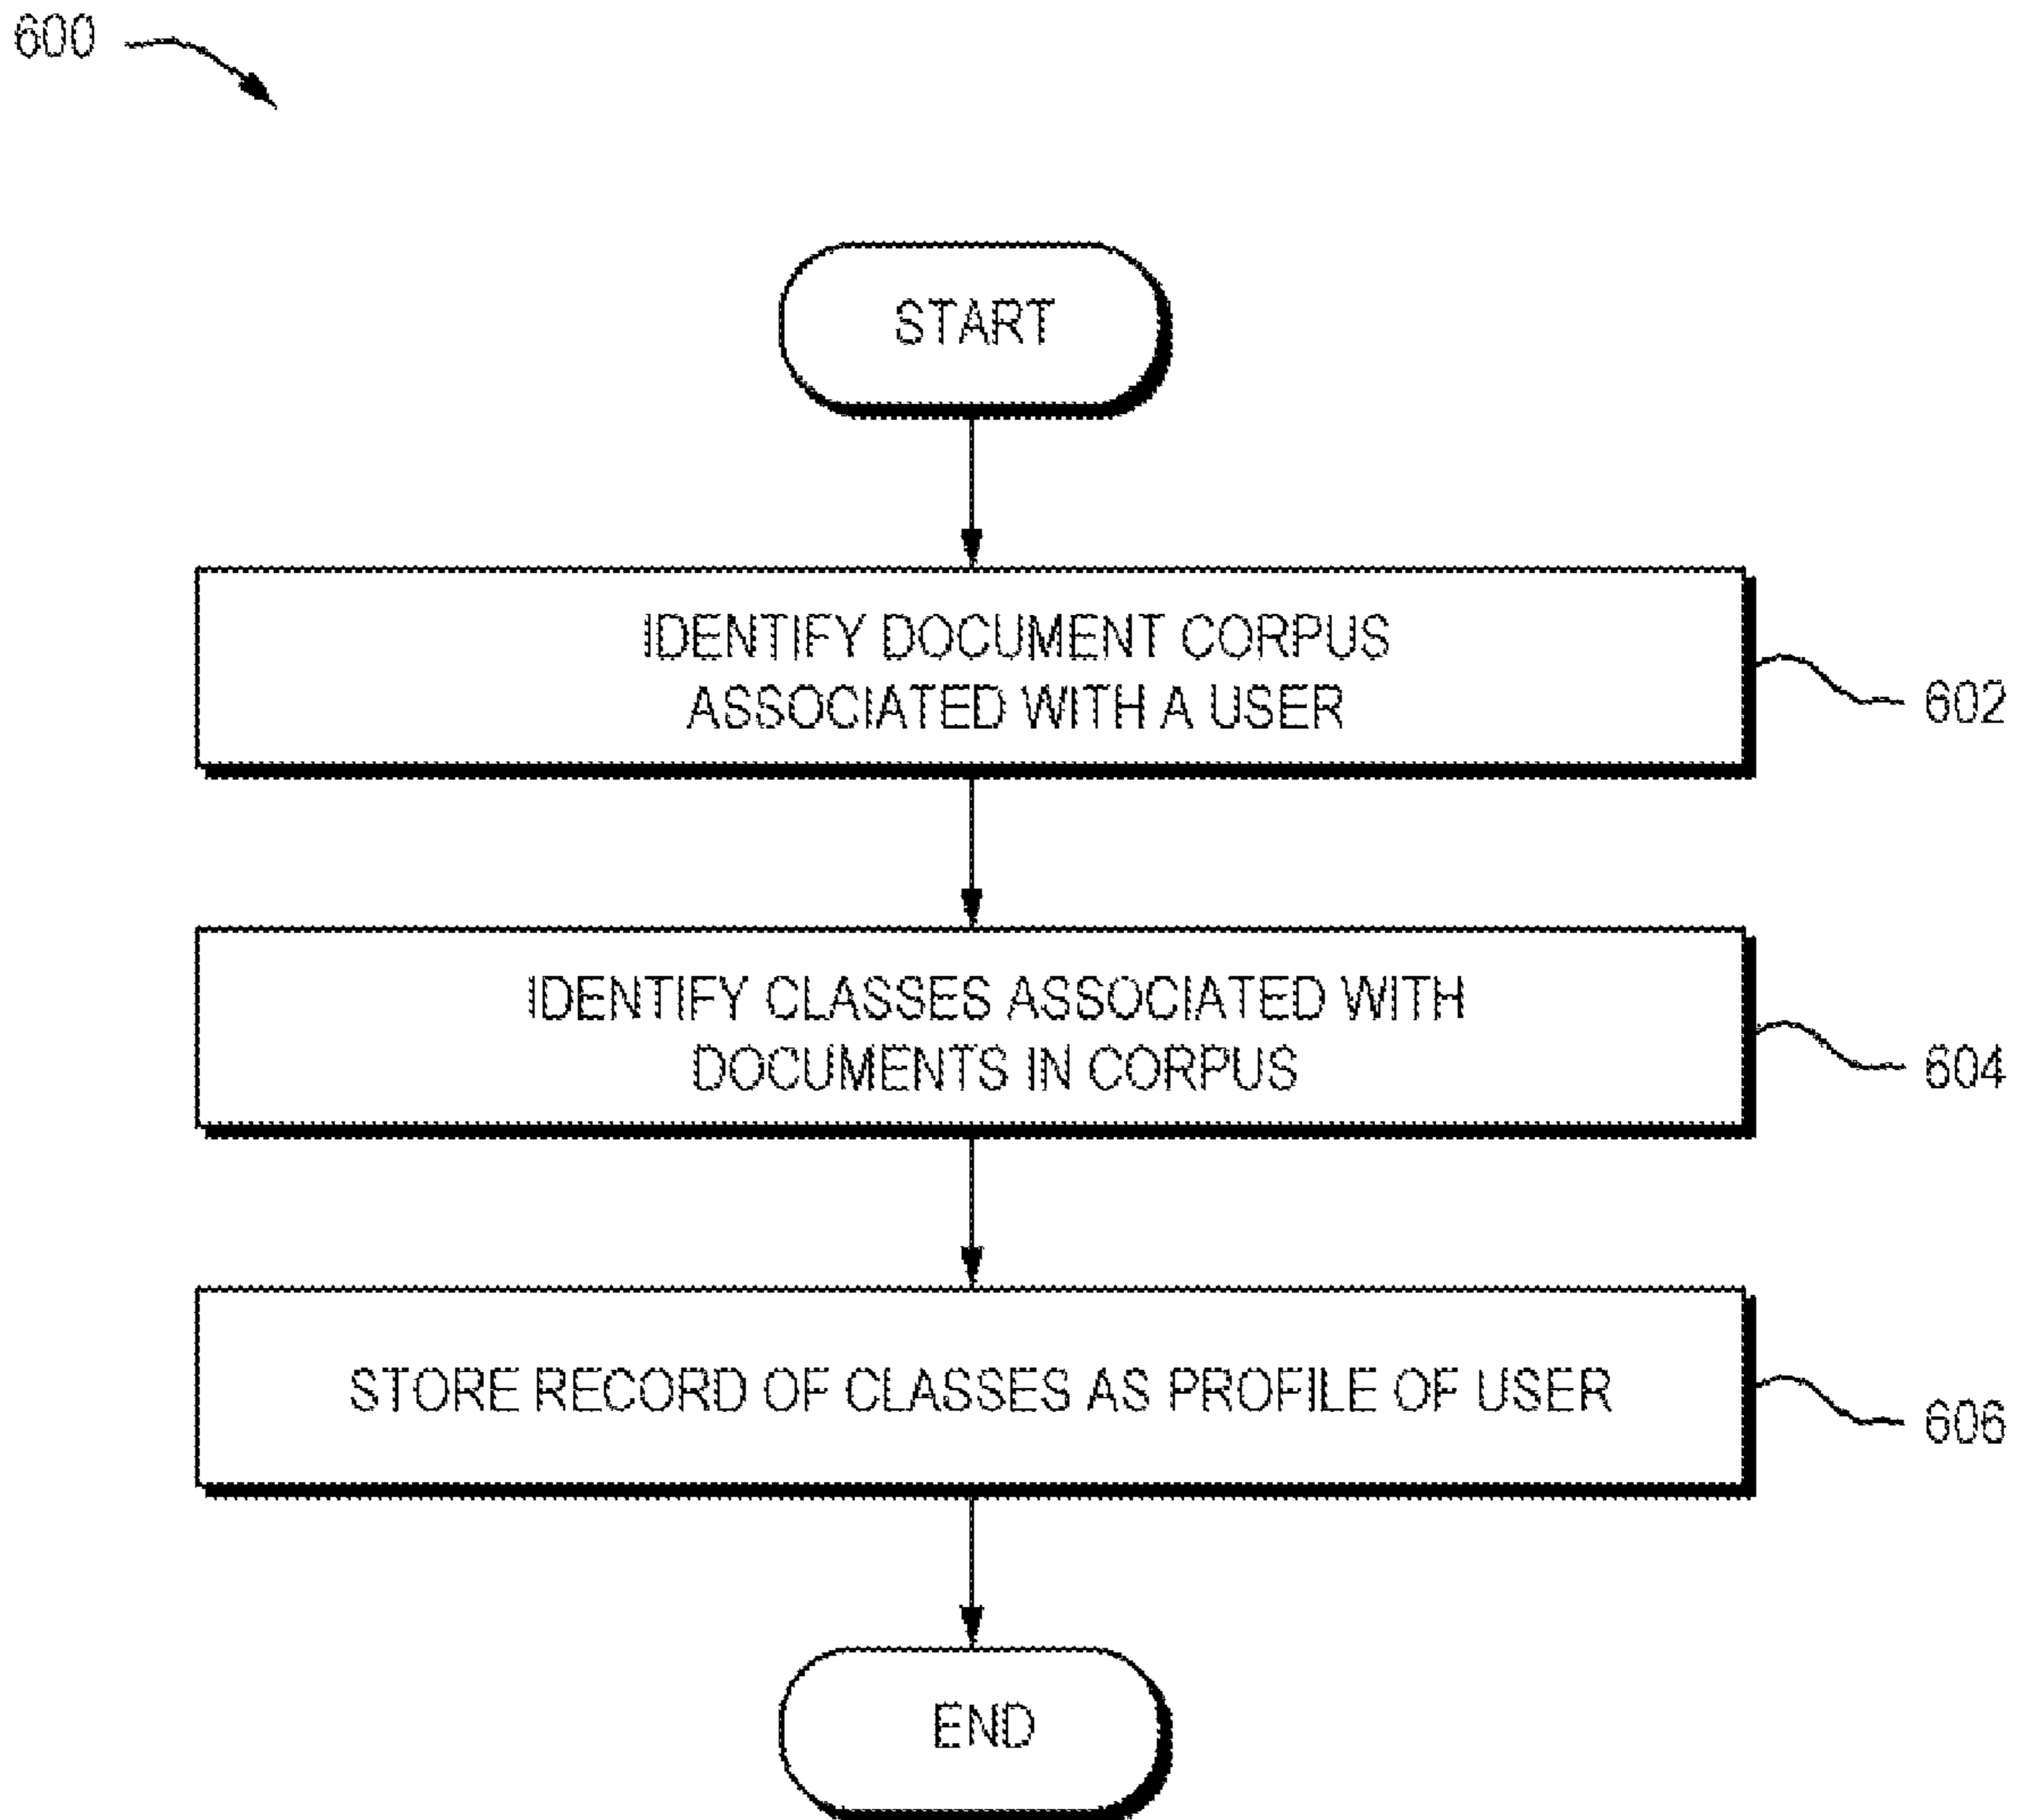 600
START
IDENTIFY DOCUMENT CORPUS
ASSOCIATED WITH A USER
602
IDENTIFY CLASSES ASSOCIATED WITH
DOCUMENTS IN CORPUS
604
STORE RECORD OF CLASSES AS PROFILE OF USER
606
END